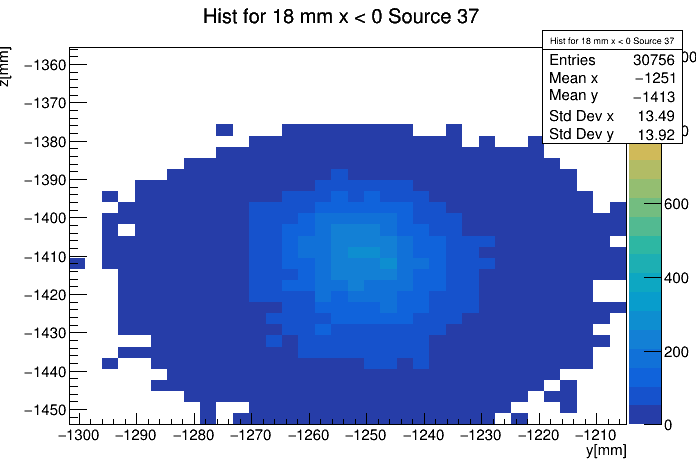 Hist for 18 mm x < 0 Source 37
z[mm]
Hist for 18 mm x < 0 Source 37
Entries 30756
Mean x −1251
Mean y −1413
Std Dev x 13.49
Std Dev y 13.92
−1360
−1370
−1380
−1390
−1400
−1410
−1420
−1430
−1440
−1450
600
400
200
0
−1300 −1290 −1280 −1270 −1260 −1250 −1240 −1230 −1220 −1210
y[mm]